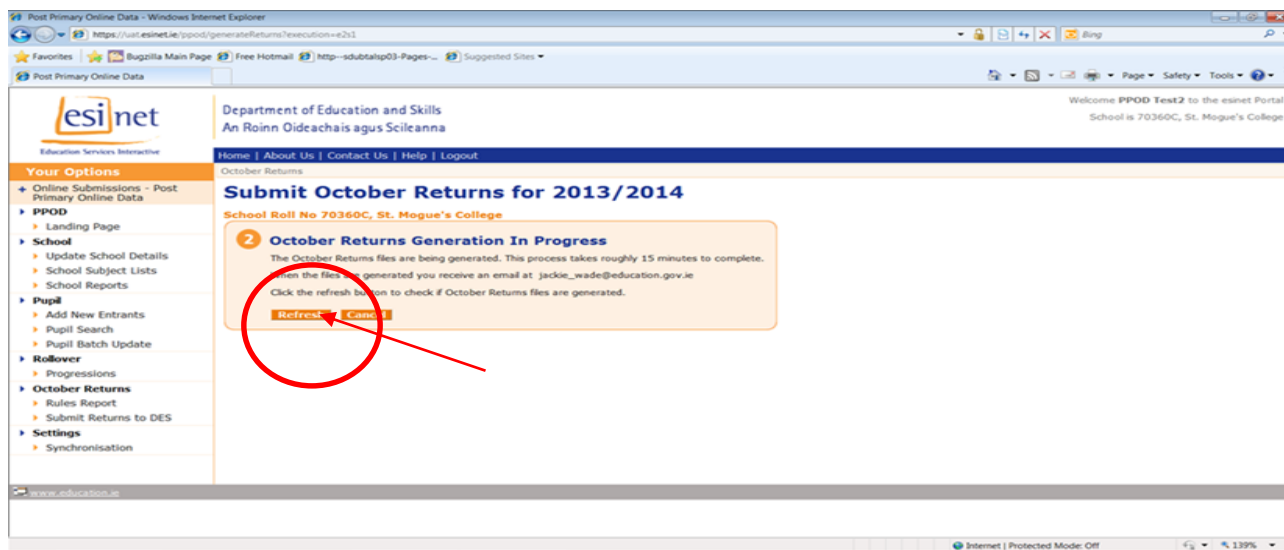 Post Primary Online Data - Windows Internet Explorer
https://uat.esinet.ie/ppod/generateReturns?execution=e2s1
Bing
Favorites Bugzilla Main Page Free Hotmail http--sdubtalsp03-Pages-... Suggested Sites
Post Primary Online Data
Page Safety Tools
esinet
Education Services Interactive
Department of Education and Skills
An Roinn Oideachais agus Scileanna
Welcome PPOD Test2 to the esinet Portal
School is 70360C, St. Mogue's College
Home | About Us | Contact Us | Help | Logout
Your Options
Online Submissions - Post
Primary Online Data
PPOD
Landing Page
School
Update School Details
School Subject Lists
School Reports
Pupil
Add New Entrants
Pupil Search
Pupil Batch Update
Rollover
Progressions
October Returns
Rules Report
Submit Returns to DES
Settings
Synchronisation
October Returns
Submit October Returns for 2013/2014
School Roll No 70360C, St. Mogue's College
2 October Returns Generation In Progress
The October Returns files are being generated. This process takes roughly 15 minutes to complete.
When the files are generated you receive an email at jackie_wade@education.gov.ie
Click the refresh button to check if October Returns files are generated.
Refresh Cancel
www.education.ie
Internet | Protected Mode: Off
139%